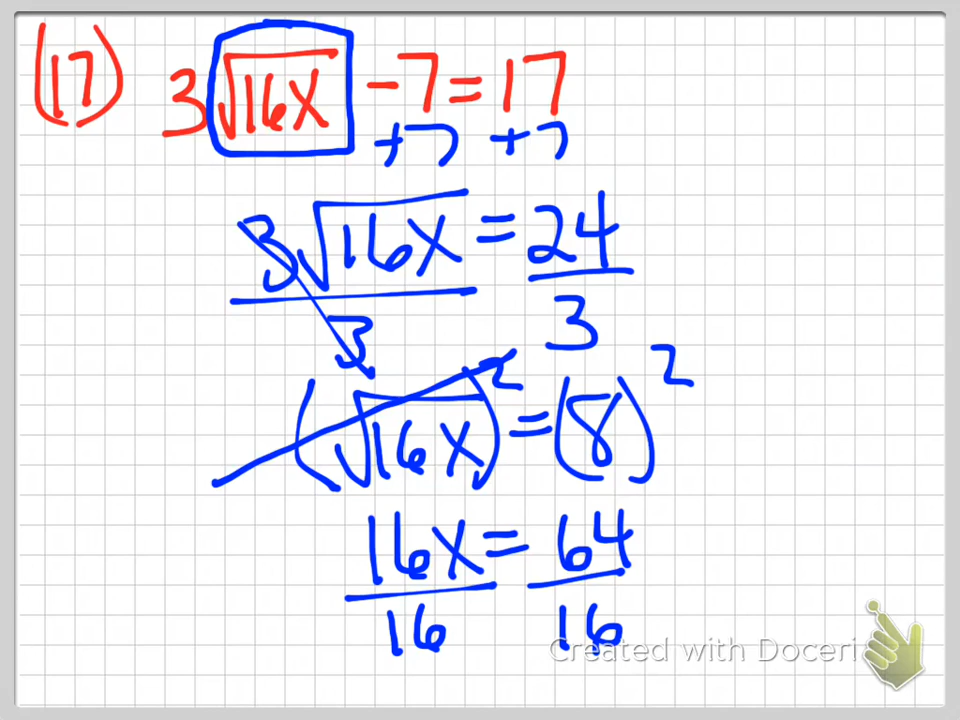 (17) 3√16x - 7 = 17
+7 +7
3√16x = 24
3 3
(√16x)² = (8)²
16x = 64
16 16
Created with Doceri